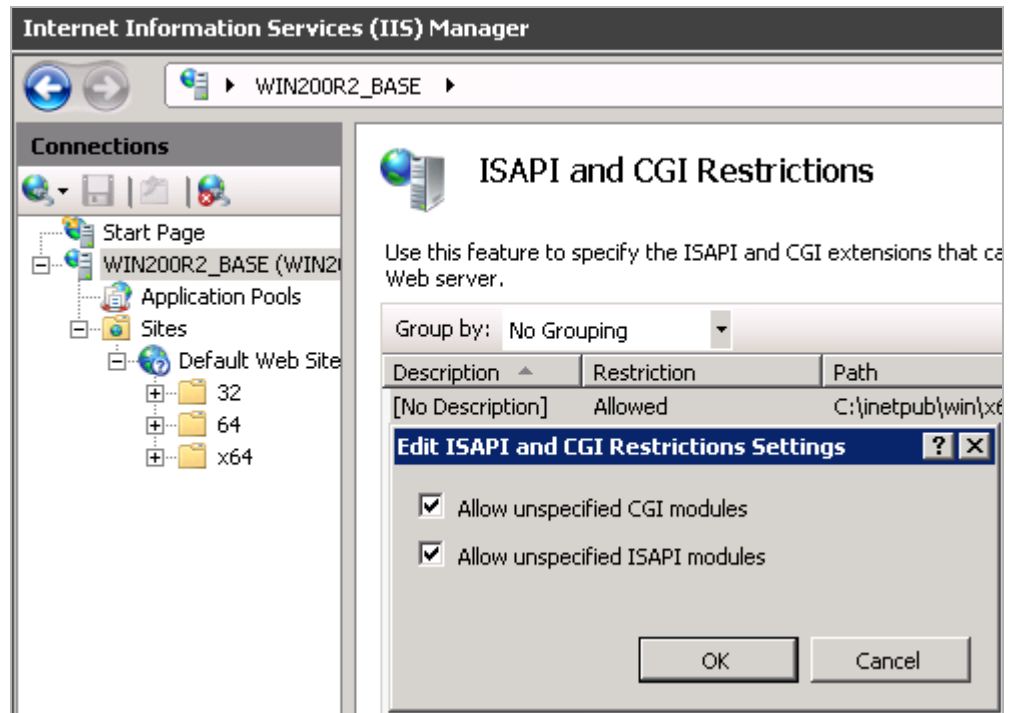 Internet Information Services (IIS) Manager
WIN200R2_BASE
Connections
Start Page
WIN200R2_BASE (WIN2
Application Pools
Sites
Default Web Site
32
64
x64
ISAPI and CGI Restrictions
Use this feature to specify the ISAPI and CGI extensions that ca
Web server.
Group by: No Grouping
Description Restriction Path
[No Description] Allowed C:\inetpub\win\x6
Edit ISAPI and CGI Restrictions Settings
Allow unspecified CGI modules
Allow unspecified ISAPI modules
OK Cancel